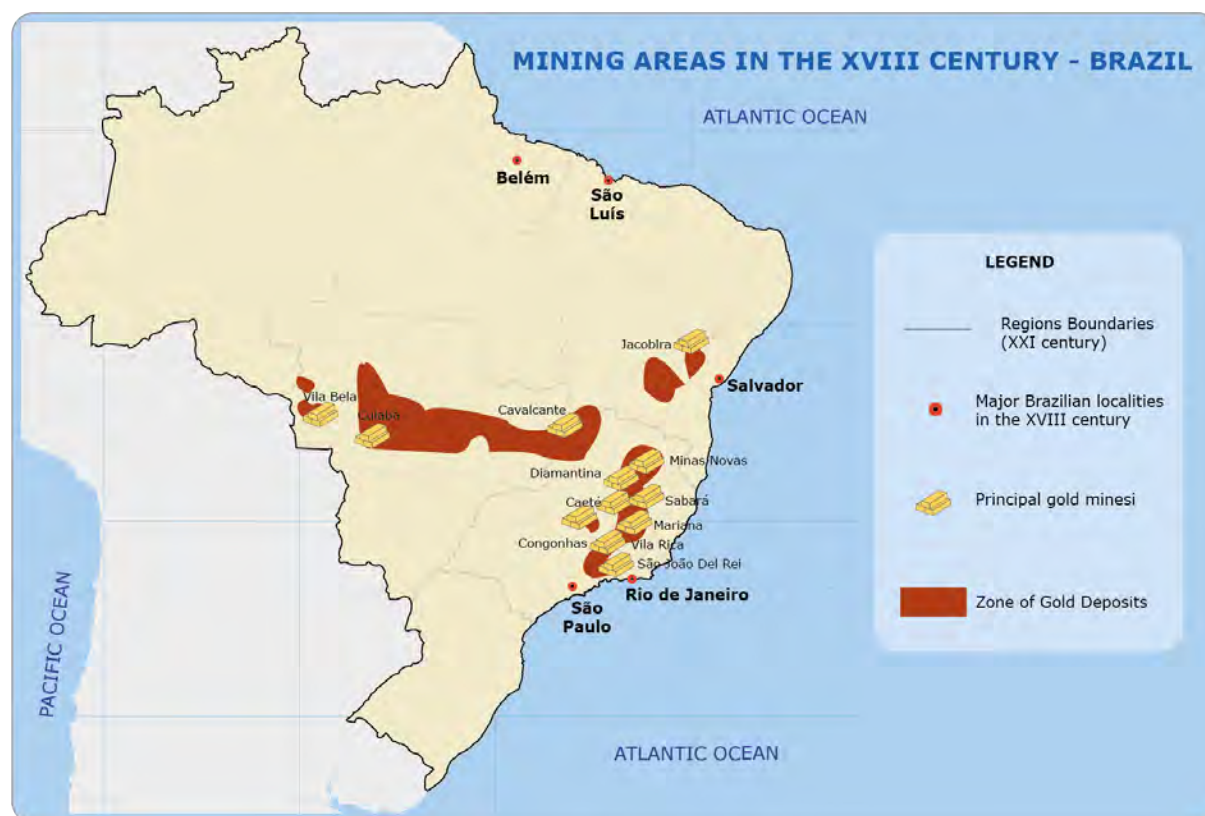 MINING AREAS IN THE XVIII CENTURY - BRAZIL
ATLANTIC OCEAN
Belém
São
Luís
LEGEND
Regions Boundaries
(XXI century)
Major Brazilian localities
in the XVIII century
Principal gold minesi
Zone of Gold Deposits
JacobIra
Salvador
Vila Bela
Cuiabá
Cavalcante
Minas Novas
Diamantina
Caeté
Sabará
Mariana
Congonhas
Vila Rica
São João Del Rei
Rio de Janeiro
São
Paulo
PACIFIC OCEAN
ATLANTIC OCEAN